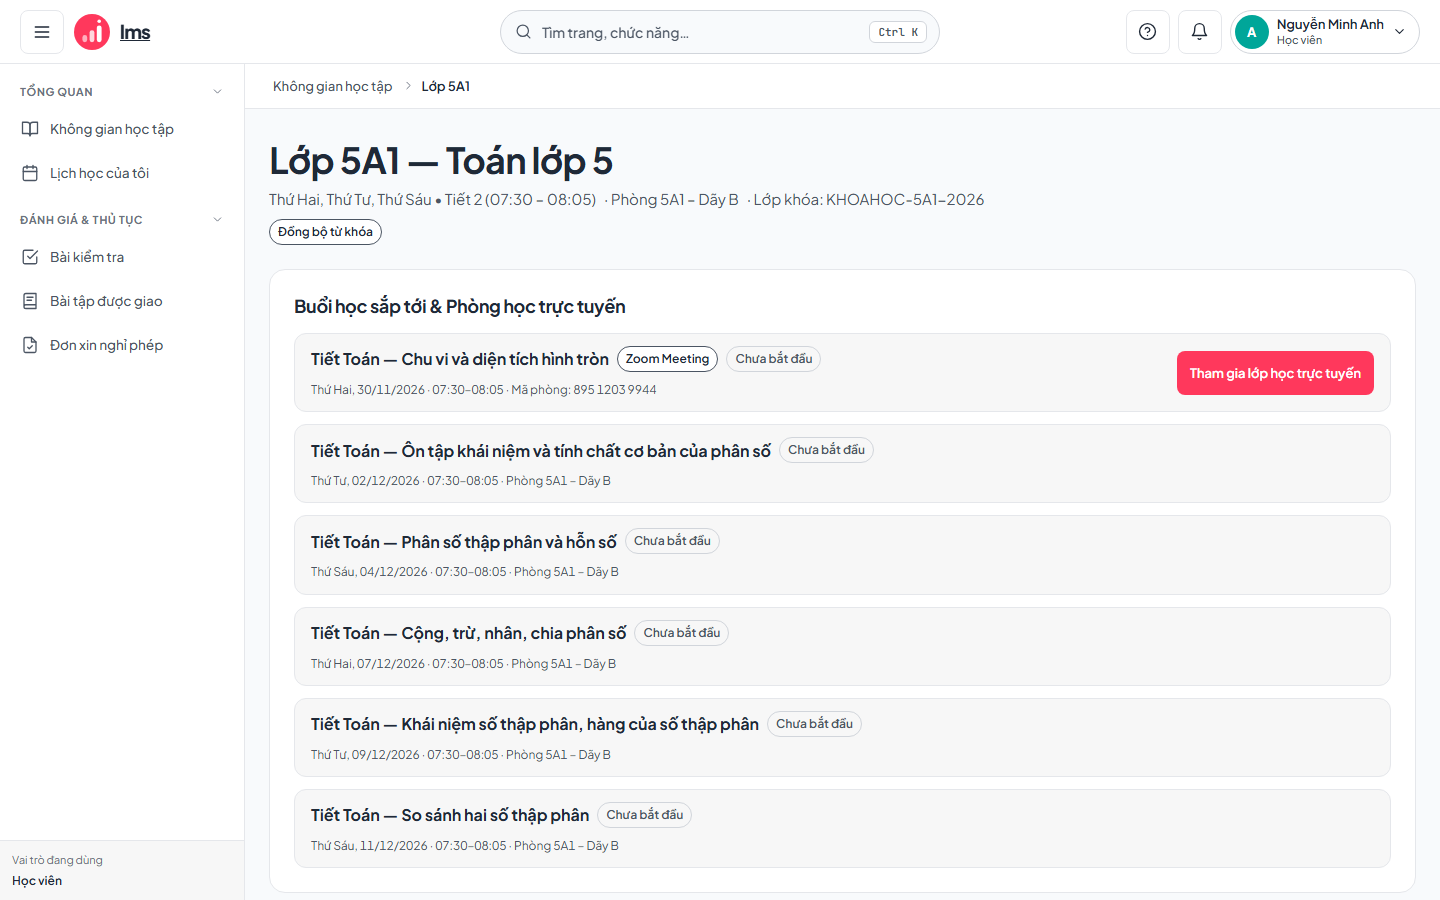 lms
Tìm trang, chức năng...
Ctrl K
A
Nguyễn Minh Anh
Học viên
TỔNG QUAN
Không gian học tập
Lịch học của tôi
ĐÁNH GIÁ & THỦ TỤC
Bài kiểm tra
Bài tập được giao
Đơn xin nghỉ phép
Vai trò đang dùng
Học viên
Không gian học tập > Lớp 5A1
Lớp 5A1 — Toán lớp 5
Thứ Hai, Thứ Tư, Thứ Sáu • Tiết 2 (07:30 – 08:05) · Phòng 5A1 – Dãy B · Lớp khóa: KHOAHOC-5A1-2026
Đồng bộ từ khóa
Buổi học sắp tới & Phòng học trực tuyến
Tiết Toán — Chu vi và diện tích hình tròn Zoom Meeting Chưa bắt đầu
Thứ Hai, 30/11/2026 · 07:30–08:05 · Mã phòng: 895 1203 9944
Tham gia lớp học trực tuyến
Tiết Toán — Ôn tập khái niệm và tính chất cơ bản của phân số Chưa bắt đầu
Thứ Tư, 02/12/2026 · 07:30–08:05 · Phòng 5A1 – Dãy B
Tiết Toán — Phân số thập phân và hỗn số Chưa bắt đầu
Thứ Sáu, 04/12/2026 · 07:30–08:05 · Phòng 5A1 – Dãy B
Tiết Toán — Cộng, trừ, nhân, chia phân số Chưa bắt đầu
Thứ Hai, 07/12/2026 · 07:30–08:05 · Phòng 5A1 – Dãy B
Tiết Toán — Khái niệm số thập phân, hàng của số thập phân Chưa bắt đầu
Thứ Tư, 09/12/2026 · 07:30–08:05 · Phòng 5A1 – Dãy B
Tiết Toán — So sánh hai số thập phân Chưa bắt đầu
Thứ Sáu, 11/12/2026 · 07:30–08:05 · Phòng 5A1 – Dãy B